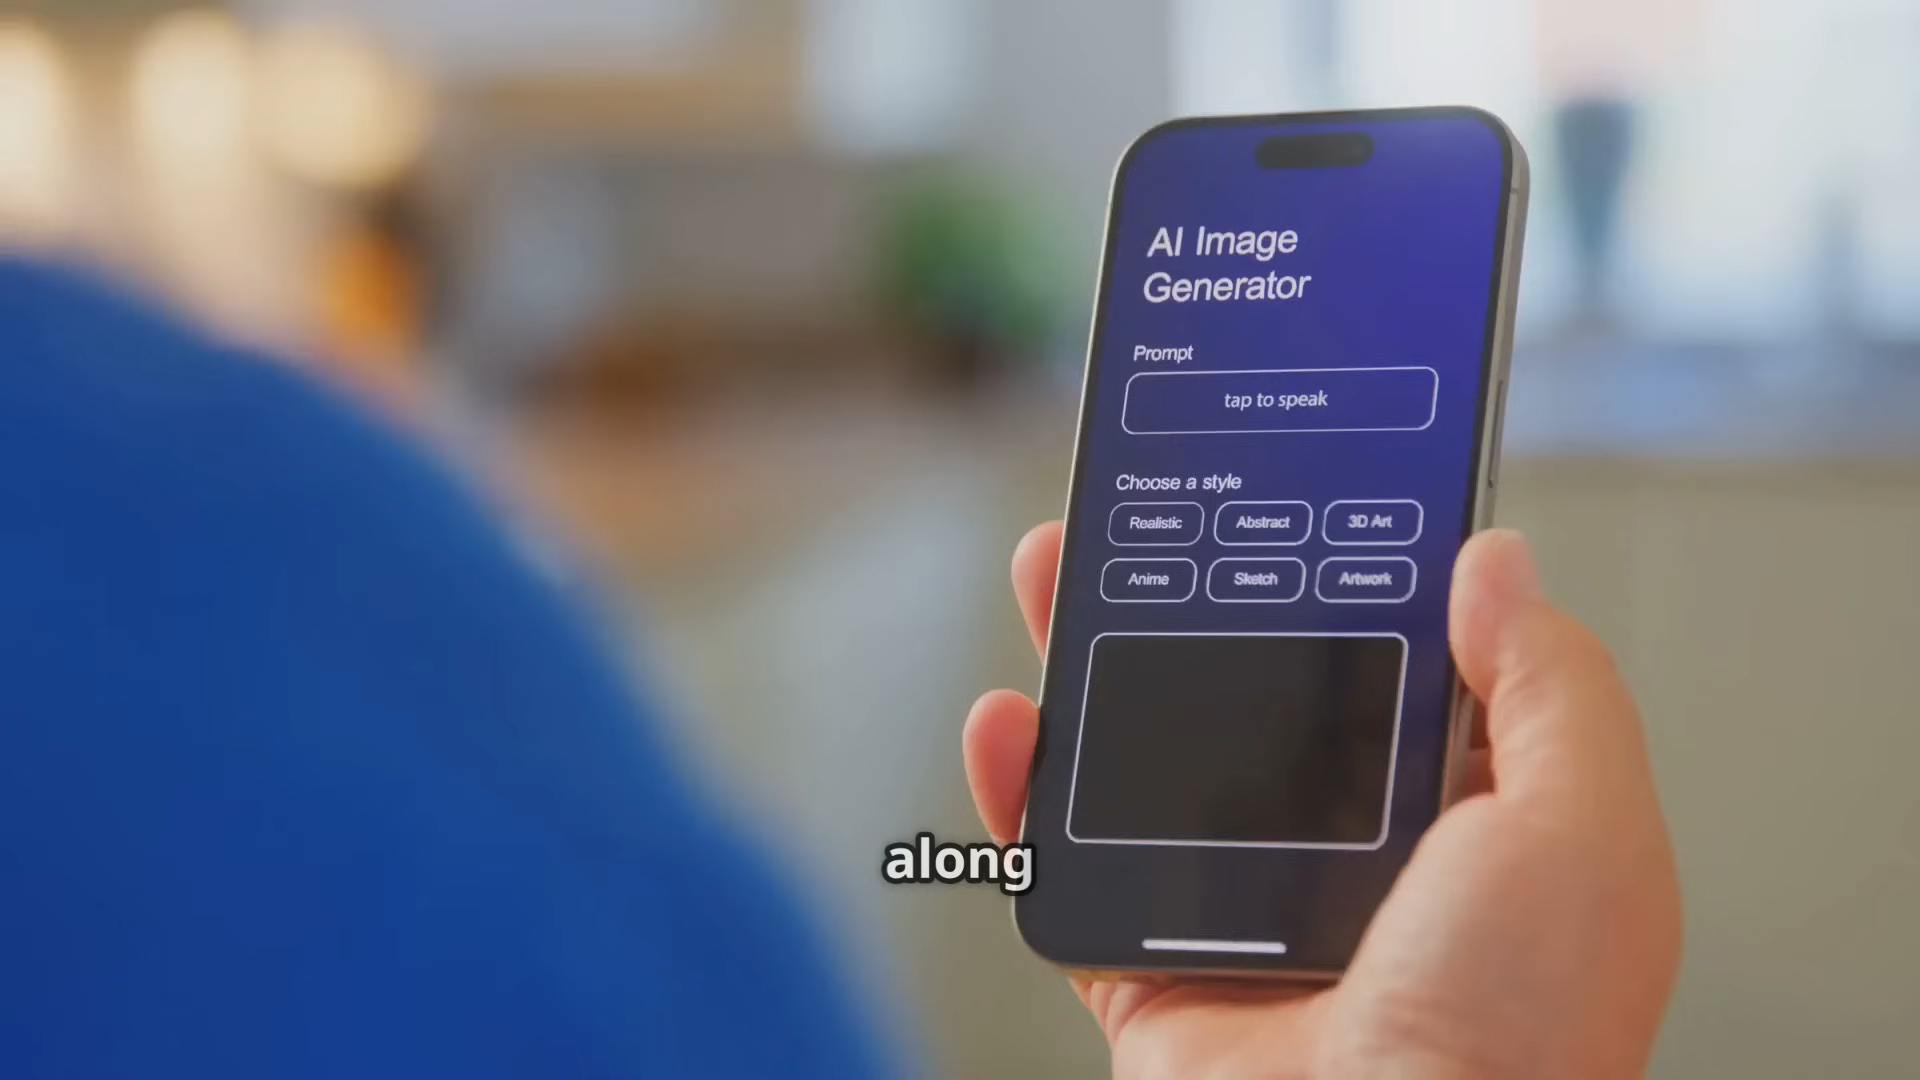 AI Image
Generator
Prompt
tap to speak
Choose a style
Realistic Abstract 3D Art
Anime Sketch Artwork
along